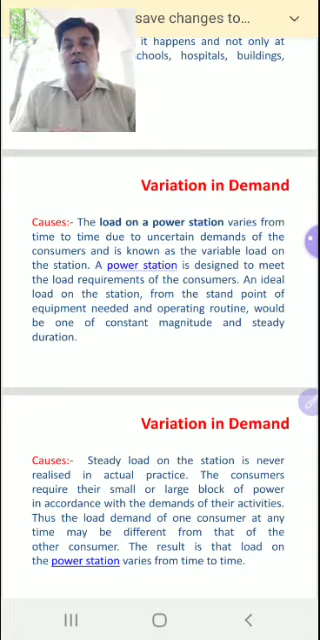 save changes to...
it happens and not only at
chools, hospitals, buildings,
Variation in Demand
Causes:- The load on a power station varies from
time to time due to uncertain demands of the
consumers and is known as the variable load on
the station. A power station is designed to meet
the load requirements of the consumers. An ideal
load on the station, from the stand point of
equipment needed and operating routine, would
be one of constant magnitude and steady
duration.
Variation in Demand
Causes:- Steady load on the station is never
realised in actual practice. The consumers
require their small or large block of power
in accordance with the demands of their activities.
Thus the load demand of one consumer at any
time may be different from that of the
other consumer. The result is that load on
the power station varies from time to time.